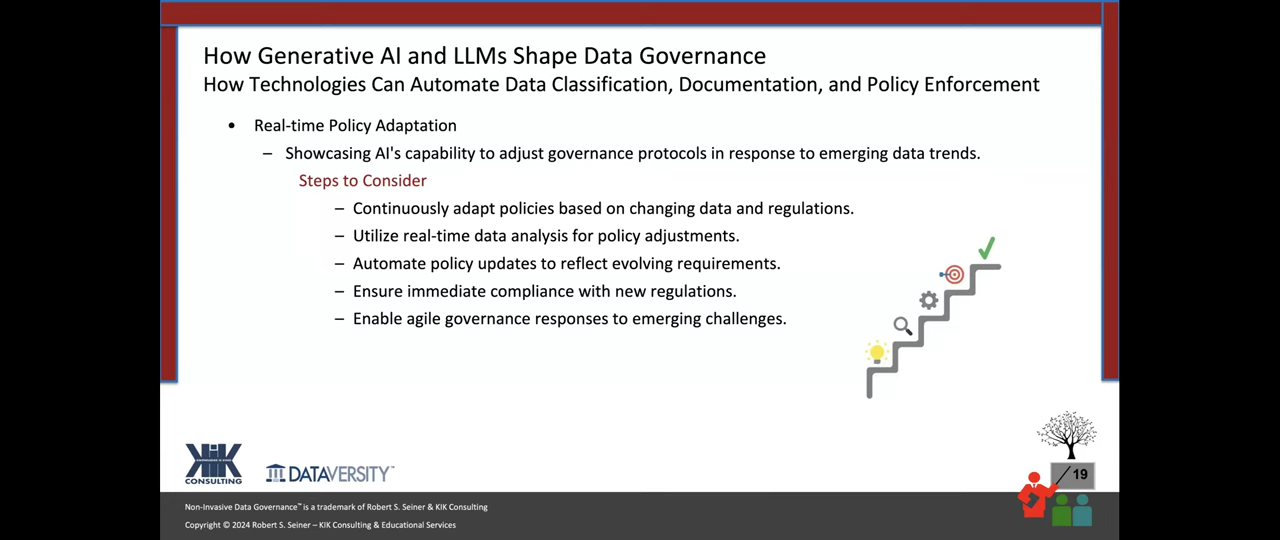 How Generative AI and LLMs Shape Data Governance
How Technologies Can Automate Data Classification, Documentation, and Policy Enforcement
• Real-time Policy Adaptation
– Showcasing AI's capability to adjust governance protocols in response to emerging data trends.
Steps to Consider
– Continuously adapt policies based on changing data and regulations.
– Utilize real-time data analysis for policy adjustments.
– Automate policy updates to reflect evolving requirements.
– Ensure immediate compliance with new regulations.
– Enable agile governance responses to emerging challenges.
KIK
CONSULTING
DATAVERSITY™
19
Non-Invasive Data Governance™ is a trademark of Robert S. Seiner & KIK Consulting
Copyright © 2024 Robert S. Seiner – KIK Consulting & Educational Services